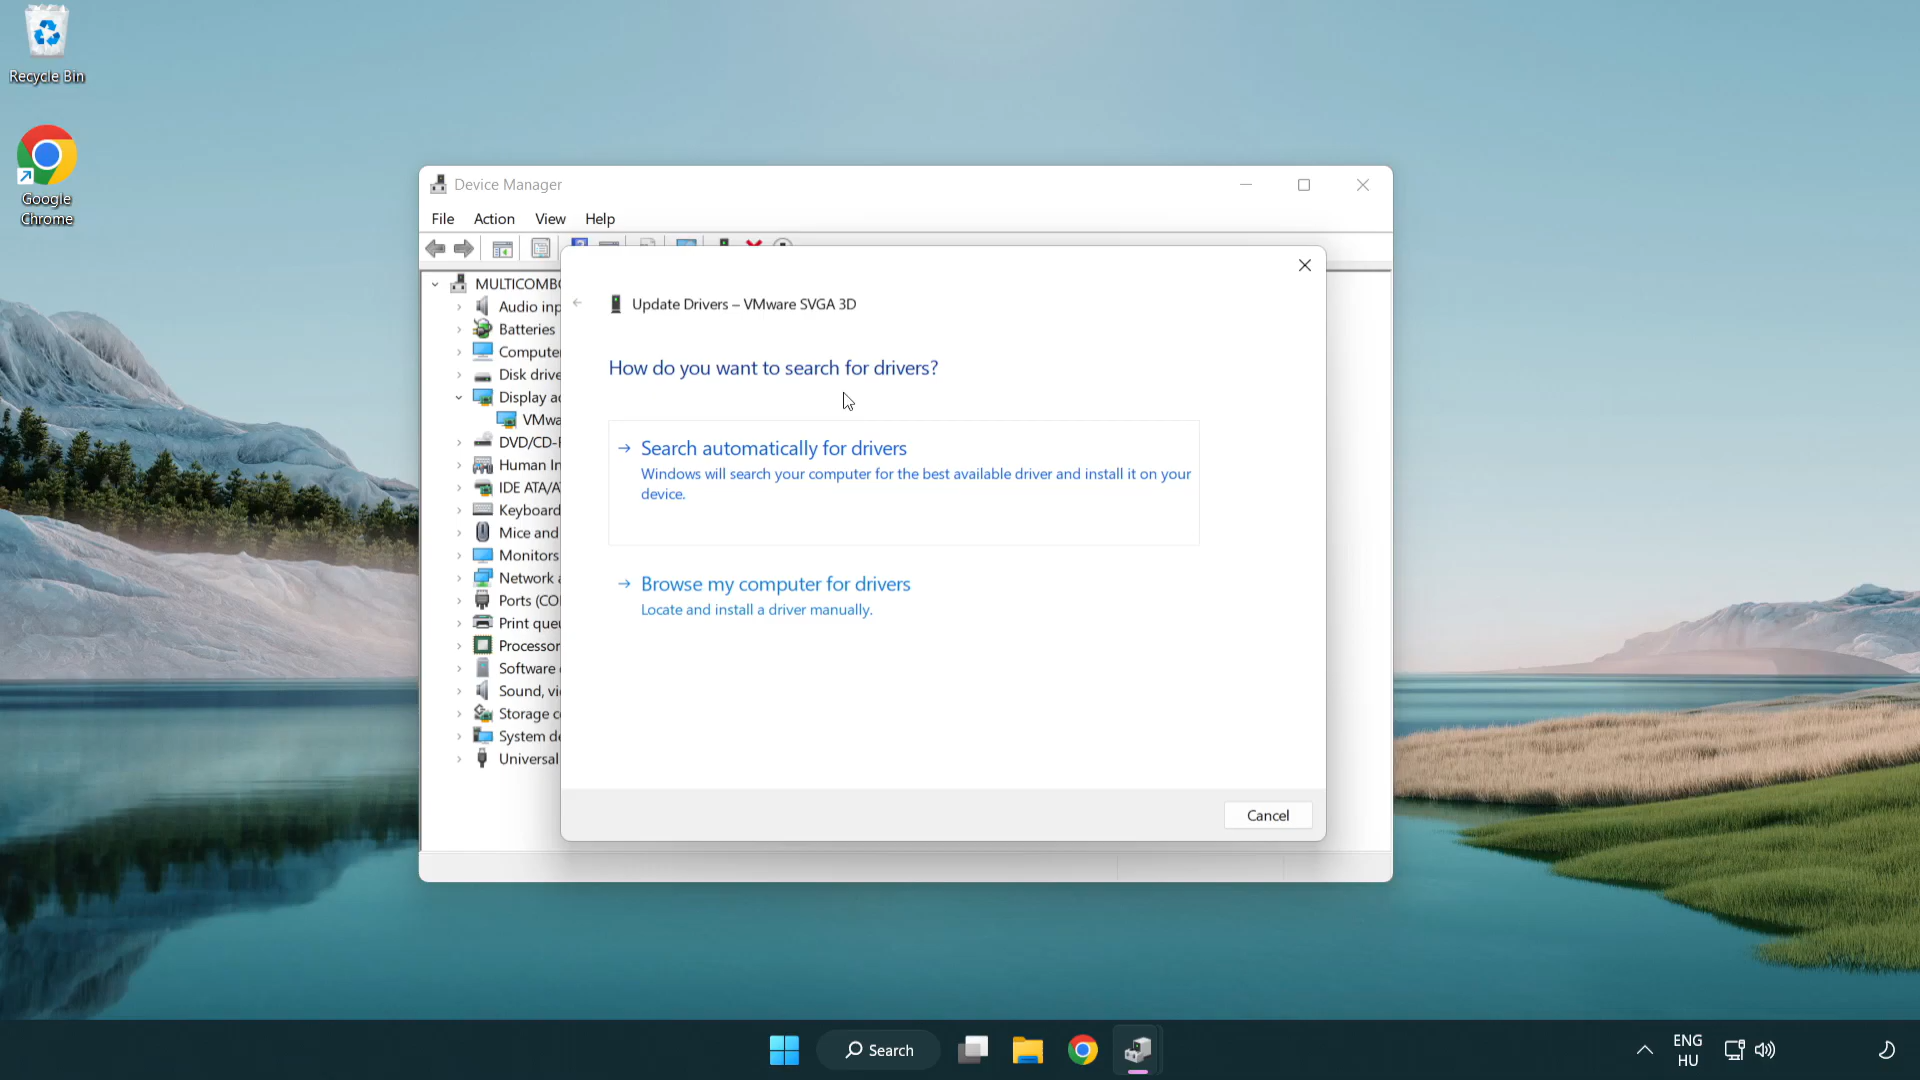 Recycle Bin
Google
Chrome
Device Manager
File Action View Help
MULTICOMBO
Audio inp
Batteries
Compute
Disk drive
Display a
VMwa
DVD/CD-
Human In
IDE ATA/A
Keyboard
Mice and
Monitors
Network a
Ports (CO
Print que
Processor
Software
Sound, vi
Storage c
System de
Universal
Update Drivers – VMware SVGA 3D
How do you want to search for drivers?
Search automatically for drivers
Windows will search your computer for the best available driver and install it on your
device.
Browse my computer for drivers
Locate and install a driver manually.
Cancel
Search
ENG
HU